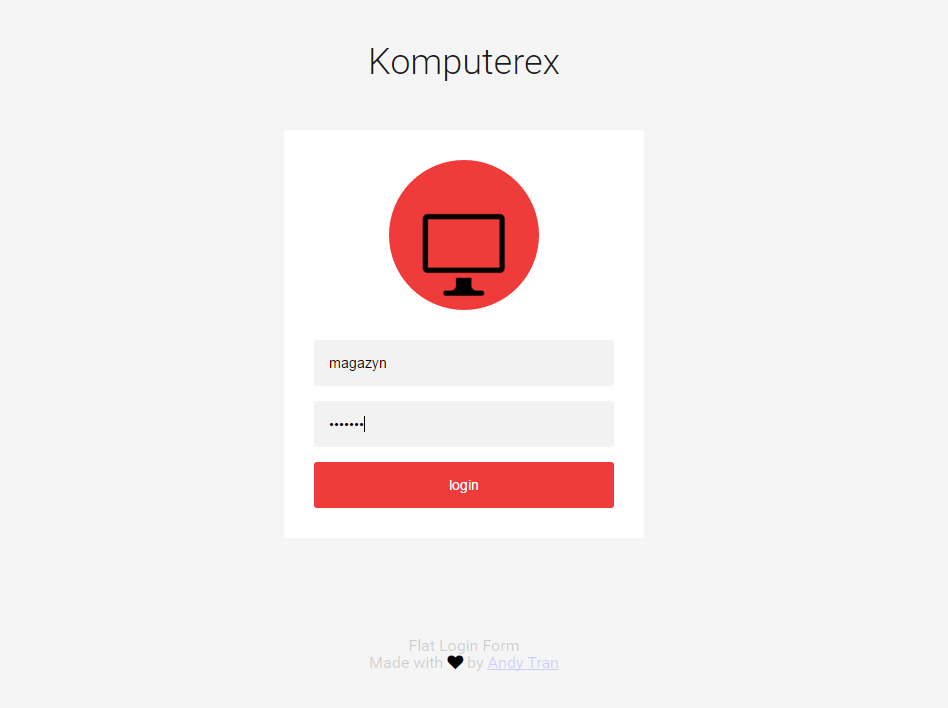 Komputerex
magazyn
•••••••
login
Flat Login Form
Made with ♥ by Andy Tran